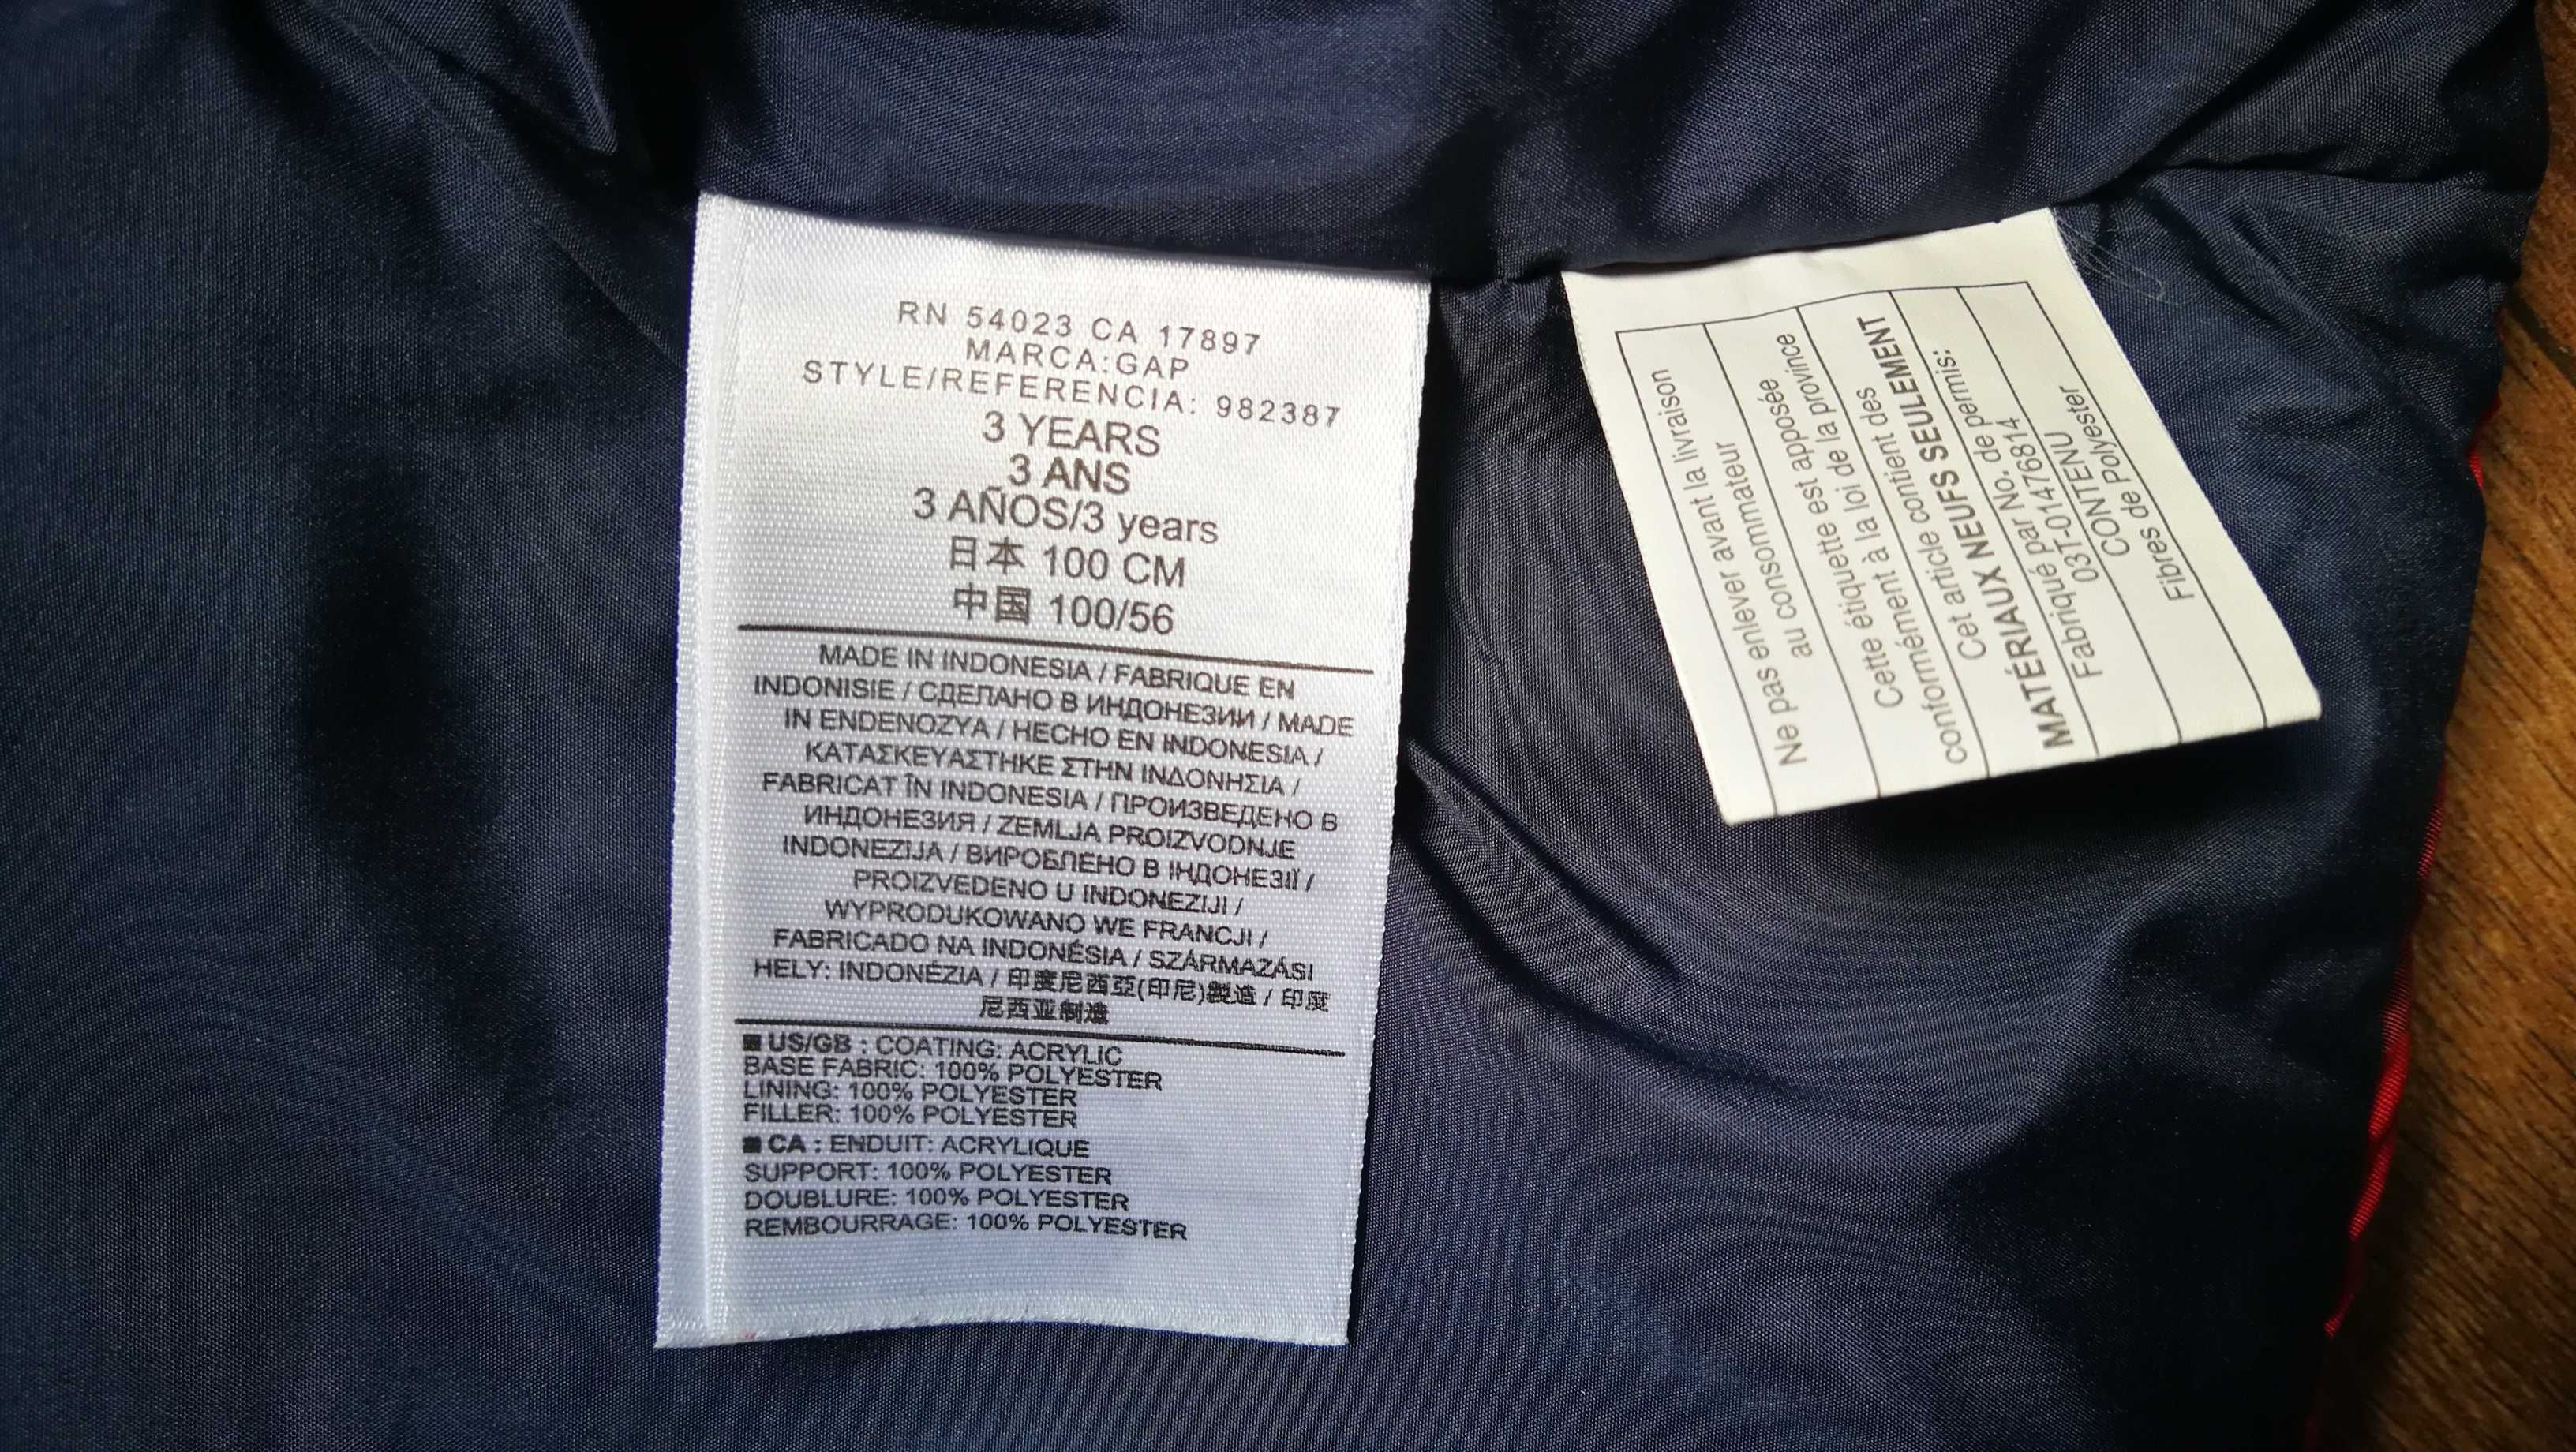 RN 54023 CA 17897
MARCA:GAP
STYLE/REFERENCIA: 982387
3 YEARS
3 ANS
3 AÑOS/3 years
日本 100 CM
中国 100/56
MADE IN INDONESIA / FABRIQUE EN
INDONISIE / СДЕЛАНО В ИНДОНЕЗИИ / MADE
IN ENDENOZYA / HECHO EN INDONESIA /
ΚΑΤΑΣΚΕΥΑΣΤΗΚΕ ΣΤΗΝ ΙΝΔΟΝΗΣΙΑ /
FABRICAT ÎN INDONESIA / ПРОИЗВЕДЕНО В
ИНДОНЕЗИЯ / ZEMLJA PROIZVODNJE
INDONEZIJA / ВИРОБЛЕНО В ІНДОНЕЗІЇ /
PROIZVEDENO U INDONEZIJI /
WYPRODUKOWANO WE FRANCJI /
FABRICADO NA INDONÉSIA / SZÁRMAZÁSI
HELY: INDONÉZIA / 印度尼西亞(印尼)製造 / 印度
尼西亚制造
■ US/GB : COATING: ACRYLIC
BASE FABRIC: 100% POLYESTER
LINING: 100% POLYESTER
FILLER: 100% POLYESTER
■ CA : ENDUIT: ACRYLIQUE
SUPPORT: 100% POLYESTER
DOUBLURE: 100% POLYESTER
REMBOURRAGE: 100% POLYESTER
Ne pas enlever avant la livraison
au consommateur
Cette étiquette est apposée
conformément à la loi de la province
Cet article contient des
MATÉRIAUX NEUFS SEULEMENT
Fabriqué par No. de permis:
03T-01476814
CONTENU
Fibres de Polyester